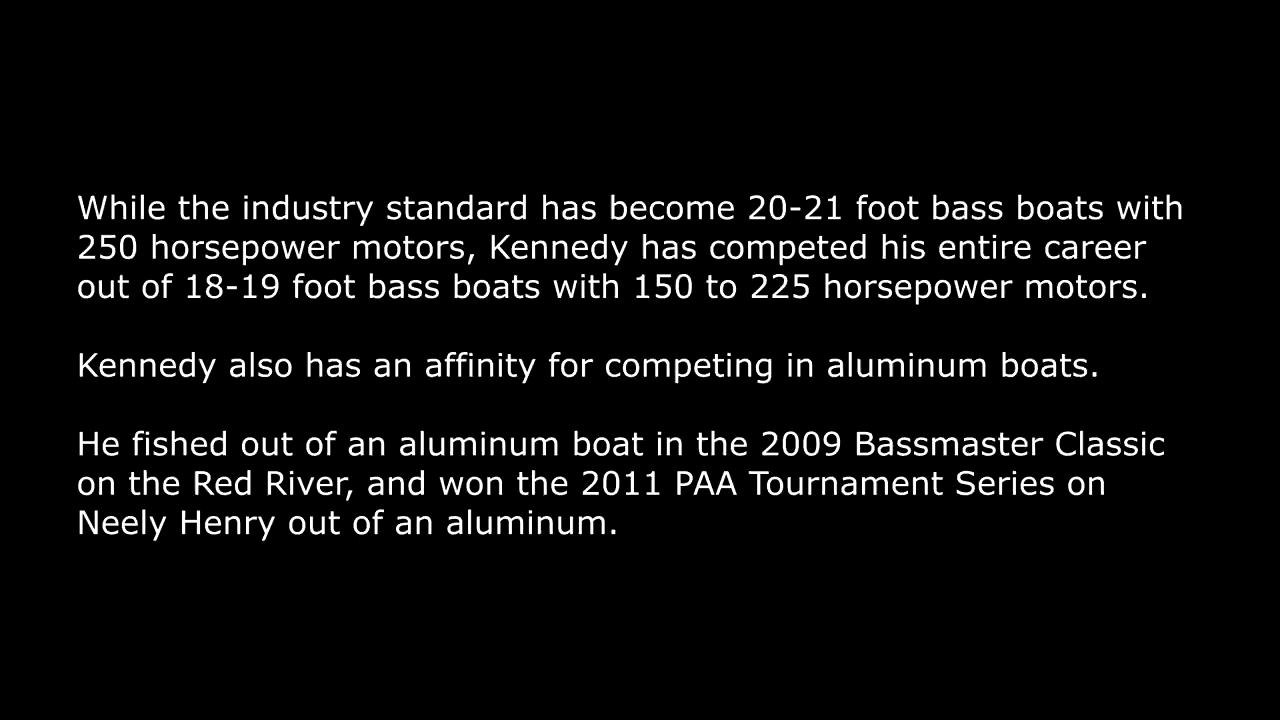 While the industry standard has become 20-21 foot bass boats with
250 horsepower motors, Kennedy has competed his entire career
out of 18-19 foot bass boats with 150 to 225 horsepower motors.
Kennedy also has an affinity for competing in aluminum boats.
He fished out of an aluminum boat in the 2009 Bassmaster Classic
on the Red River, and won the 2011 PAA Tournament Series on
Neely Henry out of an aluminum.